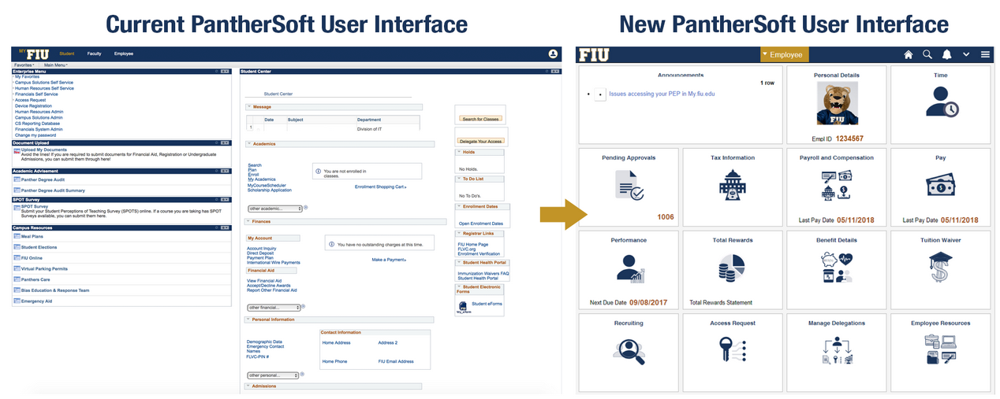 Current PantherSoft User Interface
New PantherSoft User Interface
MY FIU Student Faculty Employee
Favorites Main Menu
Enterprise Menu
My Favorites
Campus Solutions Self Service
Human Resources Self Service
Financials Self Service
Access Request
Device Registration
Human Resources Admin
Campus Solutions Admin
CS Reporting Database
Financials System Admin
Change my password
Document Upload
Upload My Documents
Avoid the lines! If you are required to submit documents for Financial Aid, Registration or Undergraduate
Admissions, you can submit them through here!
Academic Advisement
Panther Degree Audit
Panther Degree Audit Summary
SPOT Survey
SPOT Survey
Submit your Student Perceptions of Teaching Survey (SPOTS) online. If a course you are taking has SPOT
Surveys available, you can submit them here.
Campus Resources
Meal Plans
Student Elections
FIU Online
Virtual Parking Permits
Panthers Care
Bias Education & Response Team
Emergency Aid
Student Center
Student Center
Message
Date Subject Department
1 Division of IT
Academics
Search
Plan
Enroll
My Academics
MyCourseScheduler
Scholarship Application
You are not enrolled in
classes.
Enrollment Shopping Cart
other academic...
Finances
My Account
Account Inquiry
Direct Deposit
Payment Plan
International Wire Payments
You have no outstanding charges at this time.
Make a Payment
Financial Aid
View Financial Aid
Accept/Decline Awards
Report Other Financial Aid
other financial...
Personal Information
Demographic Data
Emergency Contact
Names
FLVC-PIN #
Contact Information
Home Address Address 2
Home Phone FIU Email Address
other personal...
Admissions
Search for Classes
Delegate Your Access
Holds
No Holds.
To Do List
No To Do's.
Enrollment Dates
Open Enrollment Dates
Registrar Links
FIU Home Page
FLVC.org
Enrollment Verification
Student Health Portal
Immunization Waivers FAQ
Student Health Portal
Student Electronic
Forms
My_eform
Student eForms
FIU Employee
Announcements
1 row
Issues accessing your PEP in My.fiu.edu
Personal Details
FIU
Empl ID 1234567
Time
Pending Approvals
1006
Tax Information
Payroll and Compensation
Last Pay Date 05/11/2018
Pay
Last Pay Date 05/11/2018
Performance
Next Due Date 09/08/2017
Total Rewards
Total Rewards Statement
Benefit Details
Tuition Waiver
Recruiting
Access Request
Manage Delegations
Employee Resources